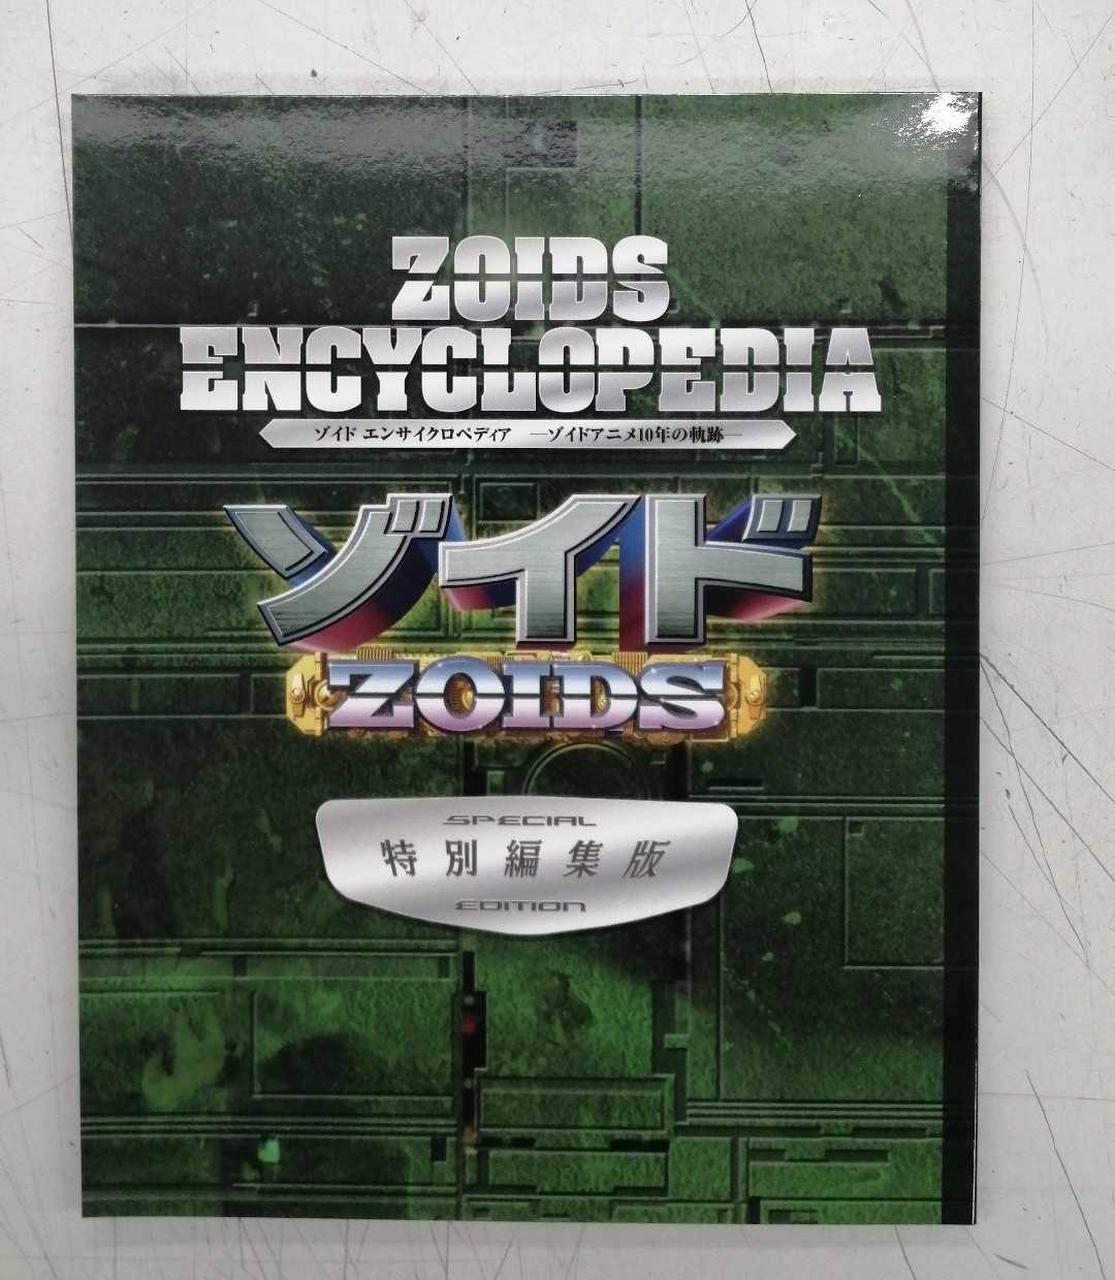 ZOIDS
ENCYCLOPEDIA
ゾイド エンサイクロペディア ―ゾイドアニメ10年の軌跡―
ゾイド
ZOIDS
SPECIAL
特別編集版
EDITION